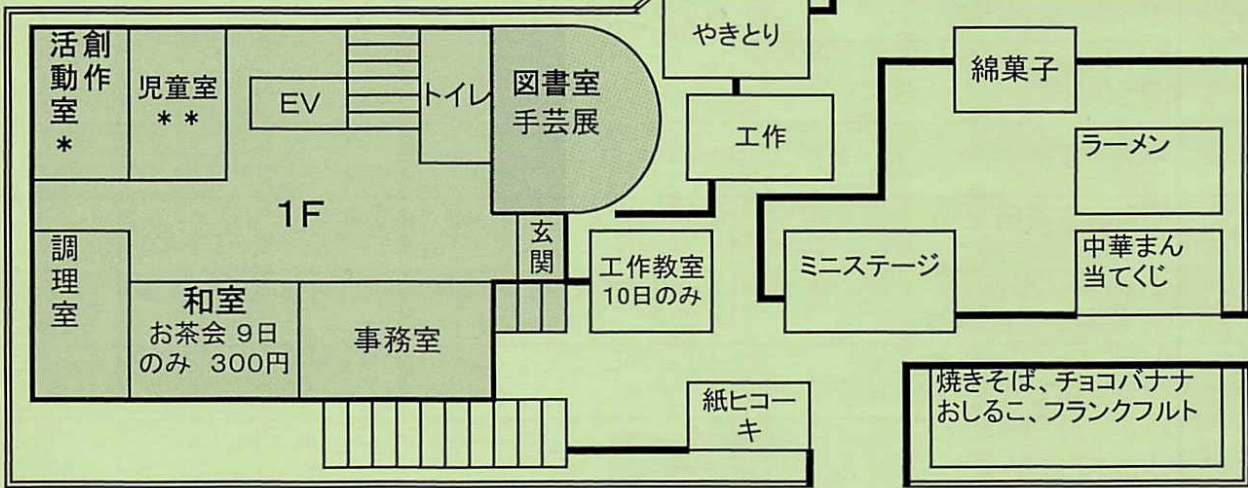 創作
活動室
*
児童室
**
EV
トイレ
図書室
手芸展
やきとり
工作
綿菓子
ラーメン
1F
玄関
調理室
和室
お茶会 9日
のみ 300円
事務室
工作教室
10日のみ
ミニステージ
中華まん
当てくじ
紙ヒコー
キ
焼きそば、チョコバナナ
おしるこ、フランクフルト